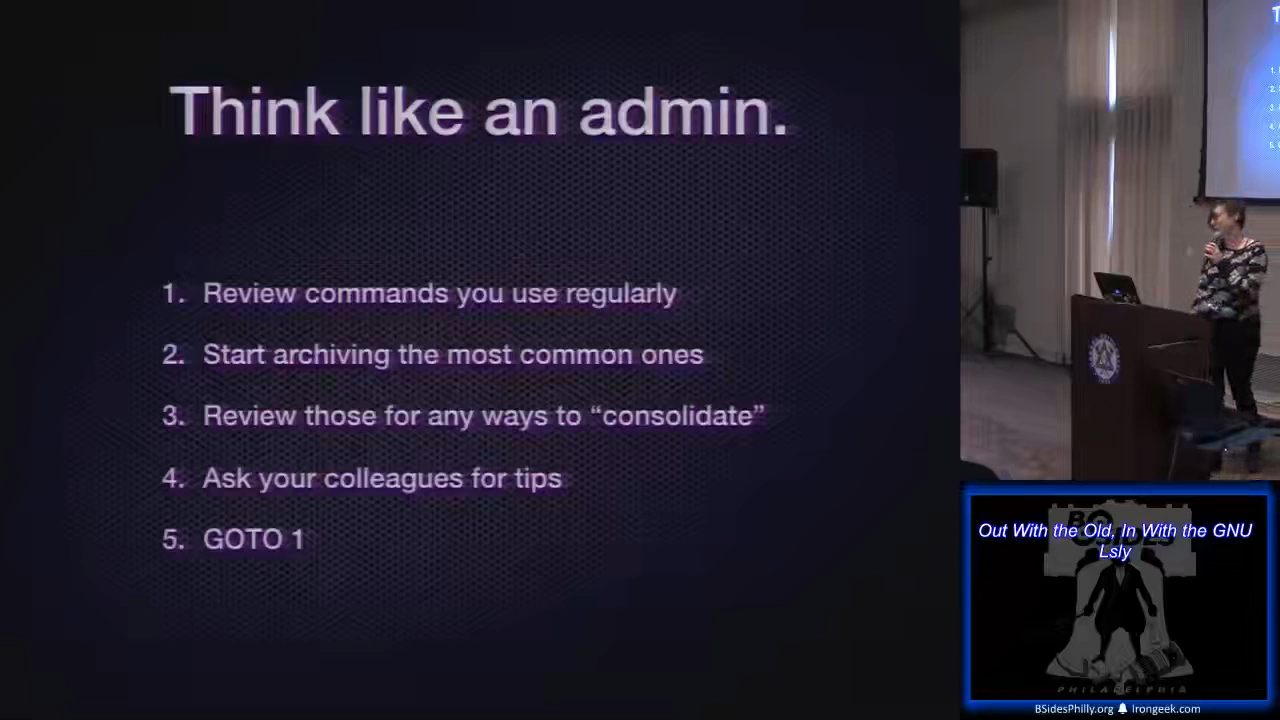 Think like an admin.
1. Review commands you use regularly
2. Start archiving the most common ones
3. Review those for any ways to “consolidate”
4. Ask your colleagues for tips
5. GOTO 1
Out With the Old, In With the GNU
Lsly
PHILADELPHIA
BSidesPhilly.org Irongeek.com